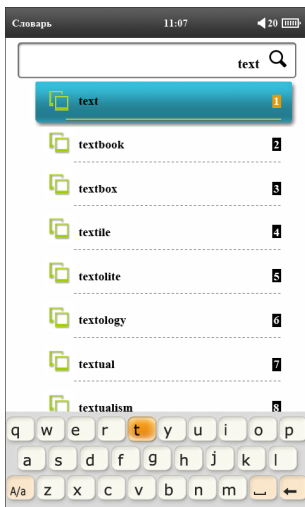 Словарь 11:07 20
text
text 1
textbook 2
textbox 3
textile 4
textolite 5
textology 6
textual 7
textualism 8
q w e r t y u i o p
a s d f g h j k l
A/a z x c v b n m